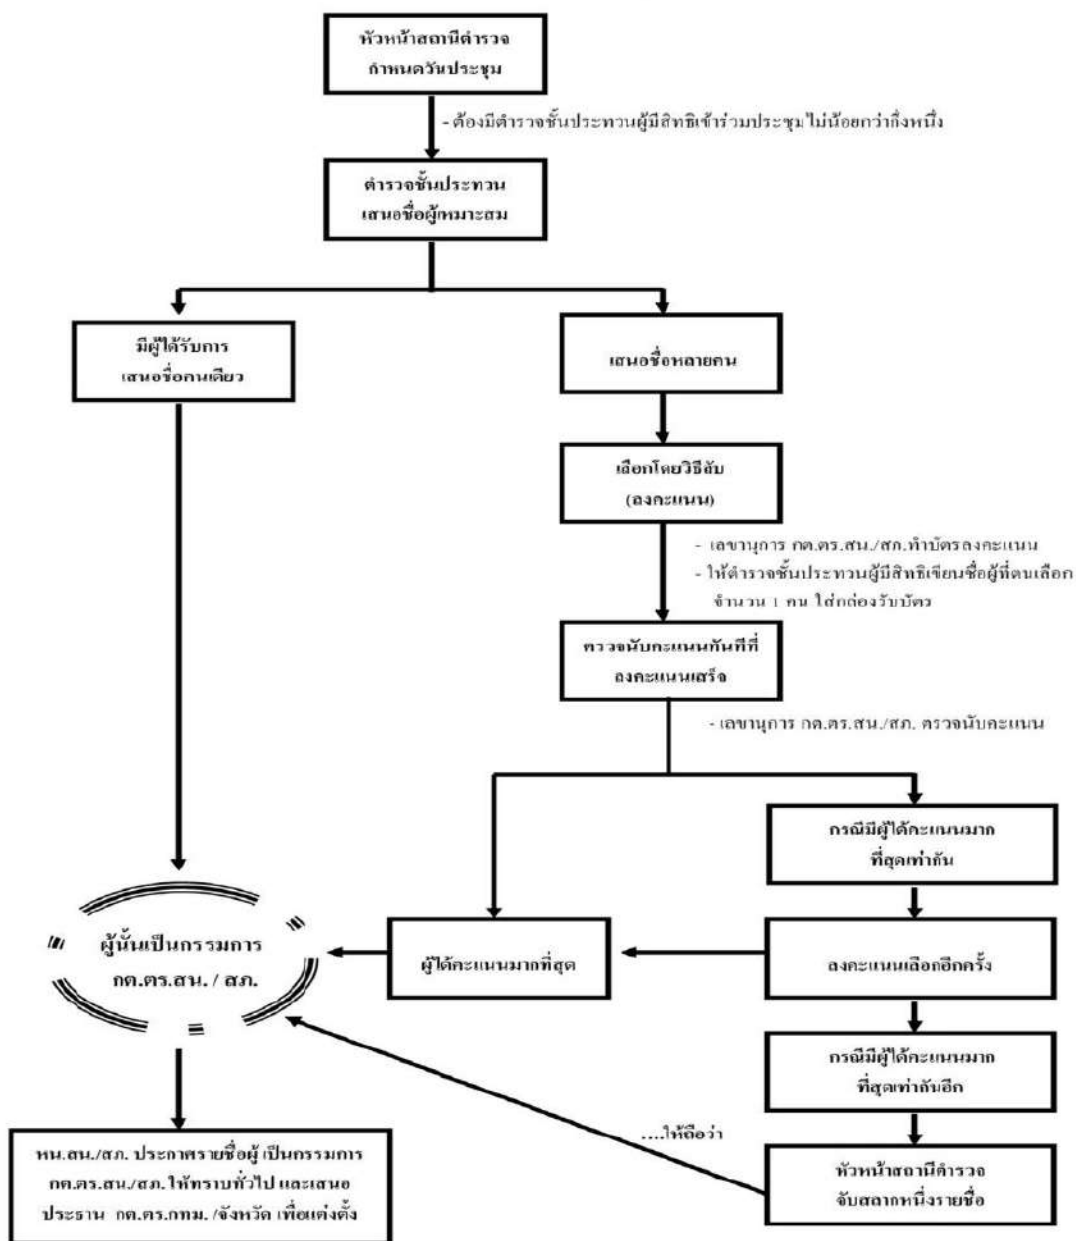 หัวหน้าสถานีตำรวจ
กำหนดวันประชุม
- ต้องมีตำรวจชั้นประทวนผู้มีสิทธิเข้าร่วมประชุมไม่น้อยกว่ากึ่งหนึ่ง
ตำรวจชั้นประทวน
เสนอชื่อผู้เหมาะสม
มีผู้ได้รับการ
เสนอชื่อคนเดียว
เสนอชื่อหลายคน
เลือกโดยวิธีลับ
(ลงคะแนน)
- เลขานุการ กต.ตร.สน./สภ.ทำบัตรลงคะแนน
- ให้ตำรวจชั้นประทวนผู้มีสิทธิเขียนชื่อผู้ที่ตนเลือก
จำนวน 1 คน ใส่กล่องรับบัตร
ตรวจนับคะแนนทันทีที่
ลงคะแนนเสร็จ
- เลขานุการ กต.ตร.สน./สภ. ตรวจนับคะแนน
กรณีมีผู้ได้คะแนนมาก
ที่สุดเท่ากัน
ผู้นั้นเป็นกรรมการ
กต.ตร.สน. / สภ.
ผู้ได้คะแนนมากที่สุด
ลงคะแนนเลือกอีกครั้ง
กรณีมีผู้ได้คะแนนมาก
ที่สุดเท่ากันอีก
....ให้ถือว่า
หน.สน./สภ. ประกาศรายชื่อผู้ เป็นกรรมการ
กต.ตร.สน./สภ.ให้ทราบทั่วไป และเสนอ
ประธาน กต.ตร.กทม. /จังหวัด เพื่อแต่งตั้ง
หัวหน้าสถานีตำรวจ
จับสลากหนึ่งรายชื่อ